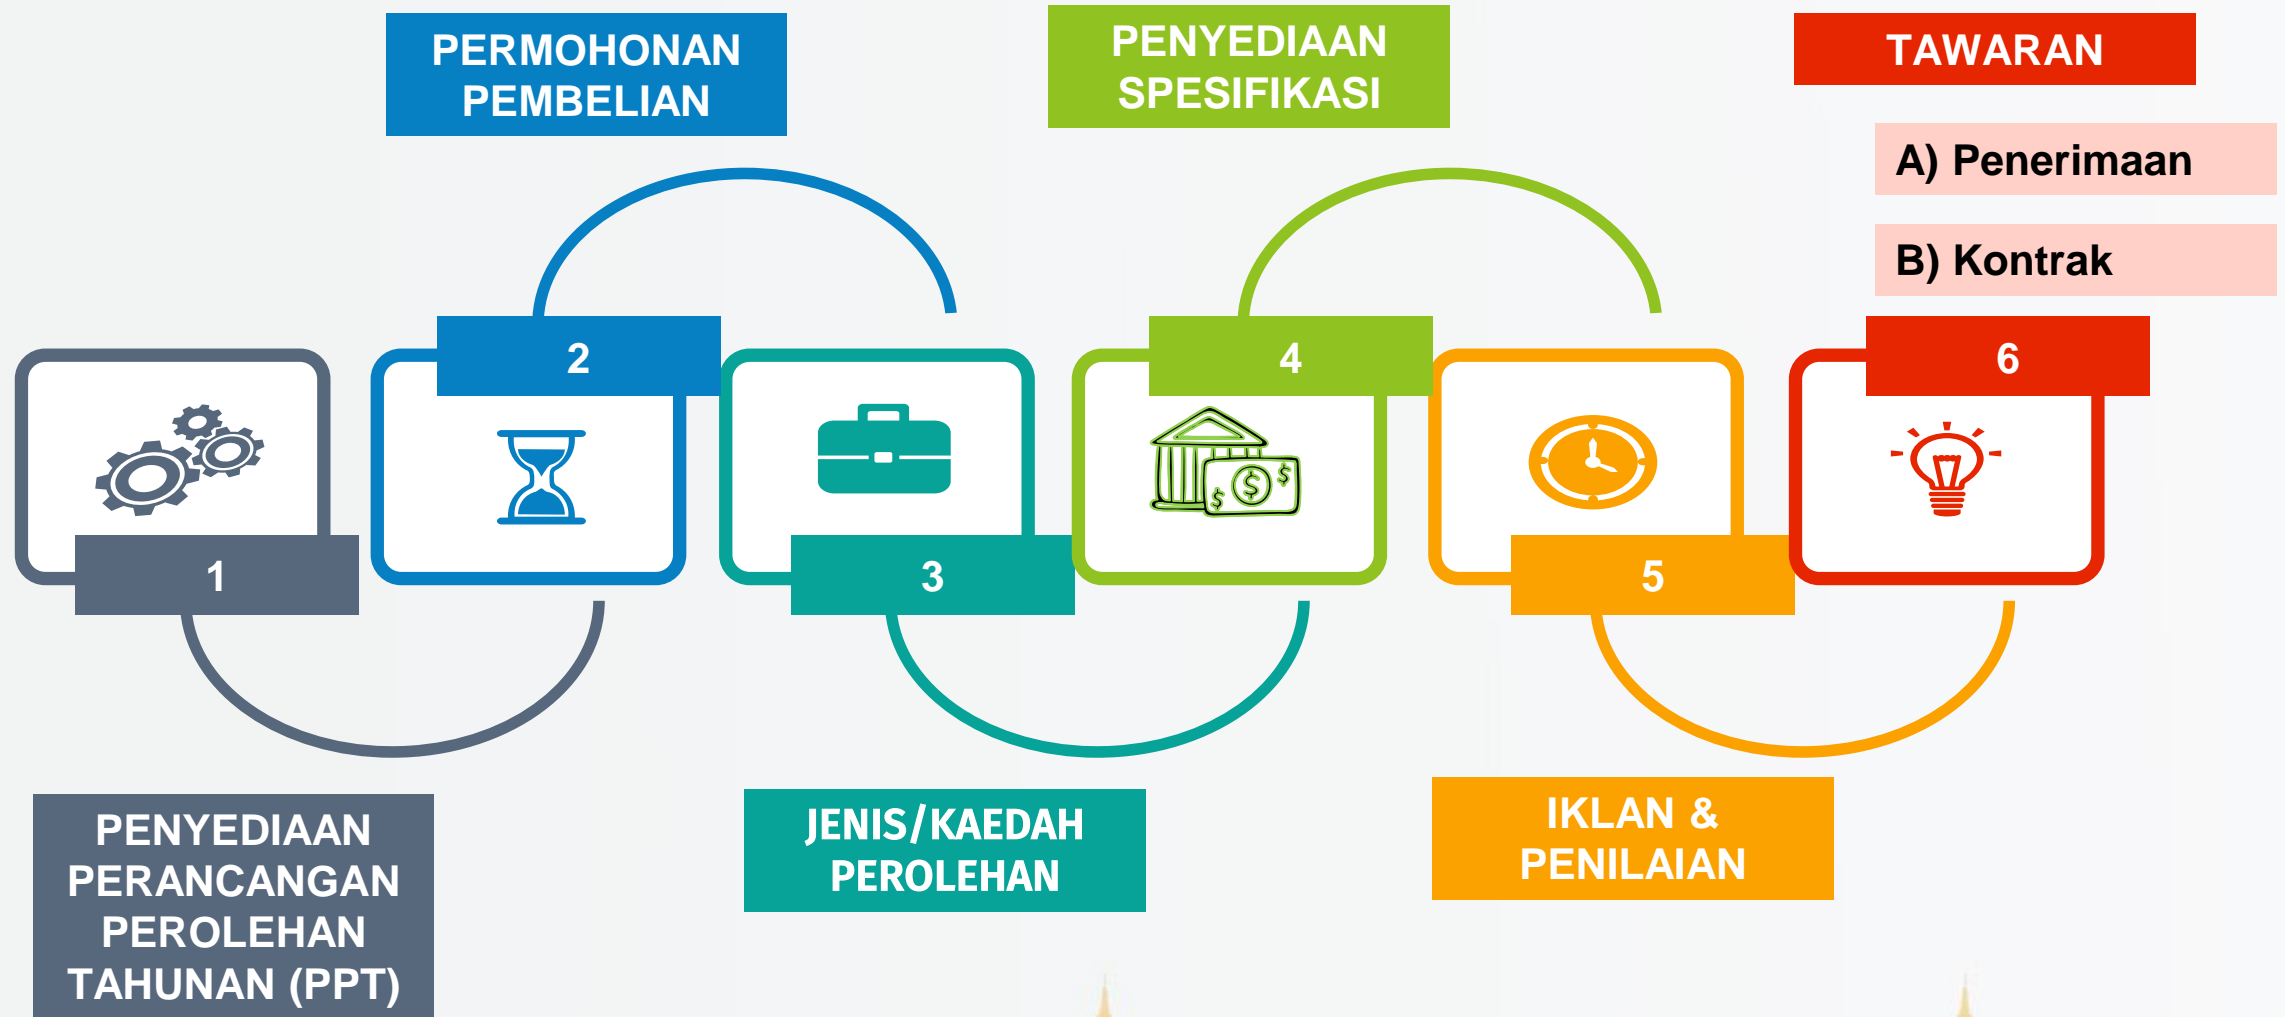 PERMOHONAN
PEMBELIAN
PENYEDIAAN
SPESIFIKASI
TAWARAN
A) Penerimaan
B) Kontrak
2
4
6
1
3
5
PENYEDIAAN
PERANCANGAN
PEROLEHAN
TAHUNAN (PPT)
JENIS/KAEDAH
PEROLEHAN
IKLAN &
PENILAIAN